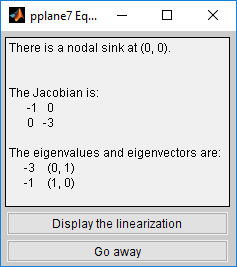 pplane7 Equ...
There is a nodal sink at (0, 0).
The Jacobian is:
-1 0
0 -3
The eigenvalues and eigenvectors are:
-3 (0, 1)
-1 (1, 0)
Display the linearization
Go away